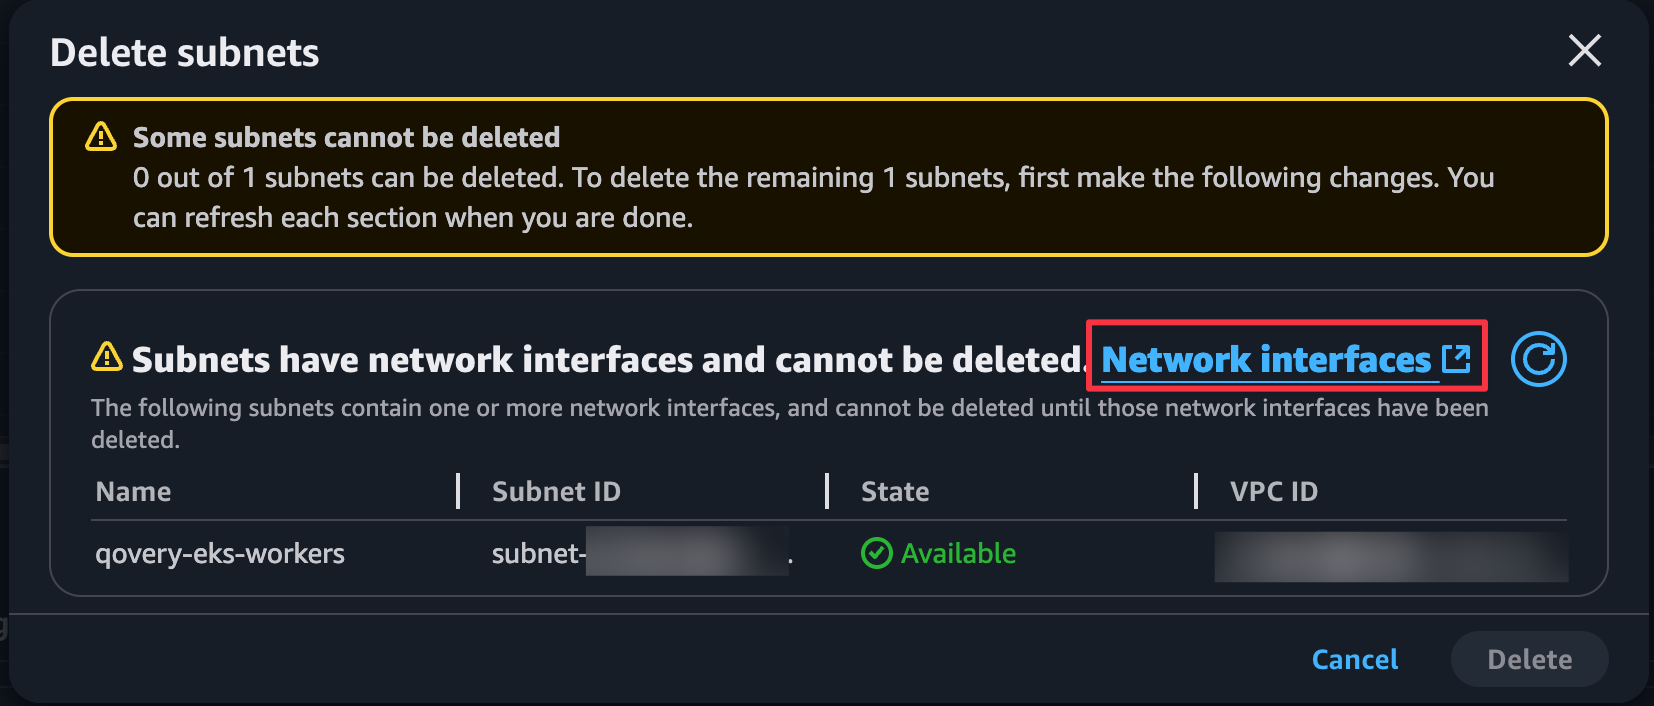 Delete subnets
Some subnets cannot be deleted
0 out of 1 subnets can be deleted. To delete the remaining 1 subnets, first make the following changes. You
can refresh each section when you are done.
Subnets have network interfaces and cannot be deleted. Network interfaces
The following subnets contain one or more network interfaces, and cannot be deleted until those network interfaces have been
deleted.
Name Subnet ID State VPC ID
qovery-eks-workers subnet- Available
Cancel Delete